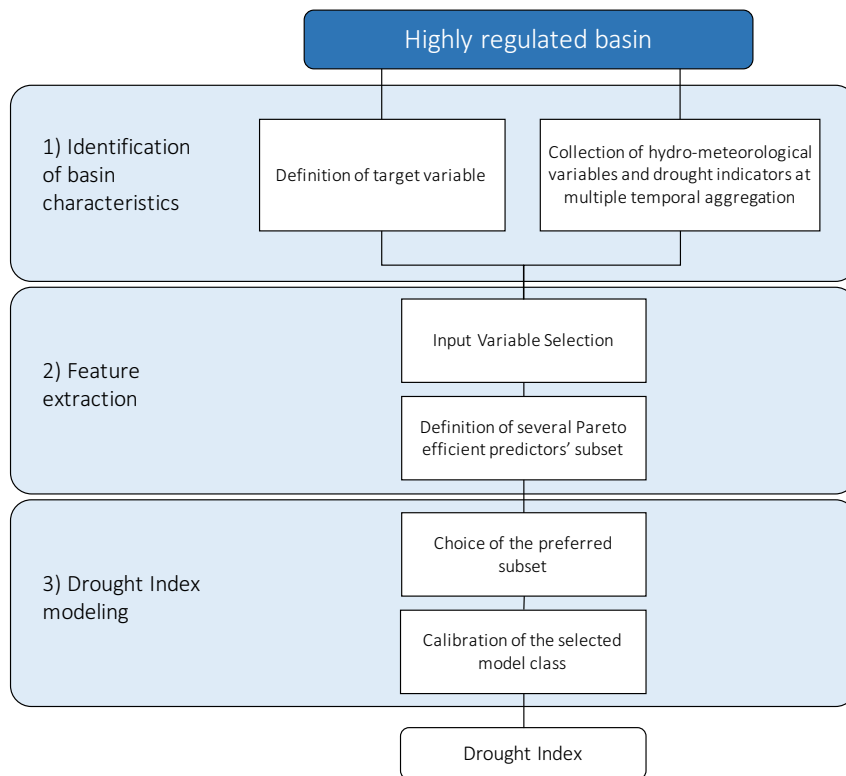 Highly regulated basin
1) Identification
of basin
characteristics
Definition of target variable
Collection of hydro-meteorological
variables and drought indicators at
multiple temporal aggregation
2) Feature
extraction
Input Variable Selection
Definition of several Pareto
efficient predictors’ subset
3) Drought Index
modeling
Choice of the preferred
subset
Calibration of the selected
model class
Drought Index